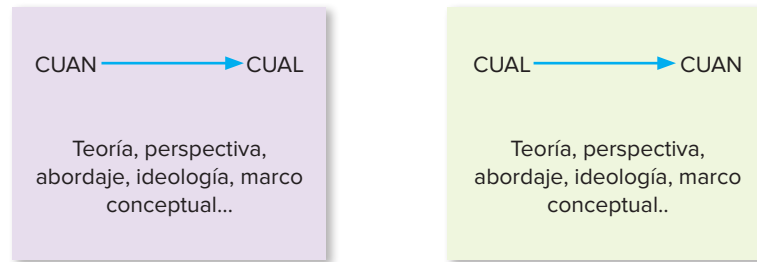 CUAN CUAL
Teoría, perspectiva,
abordaje, ideología, marco
conceptual...
CUAL CUAN
Teoría, perspectiva,
abordaje, ideología, marco
conceptual..